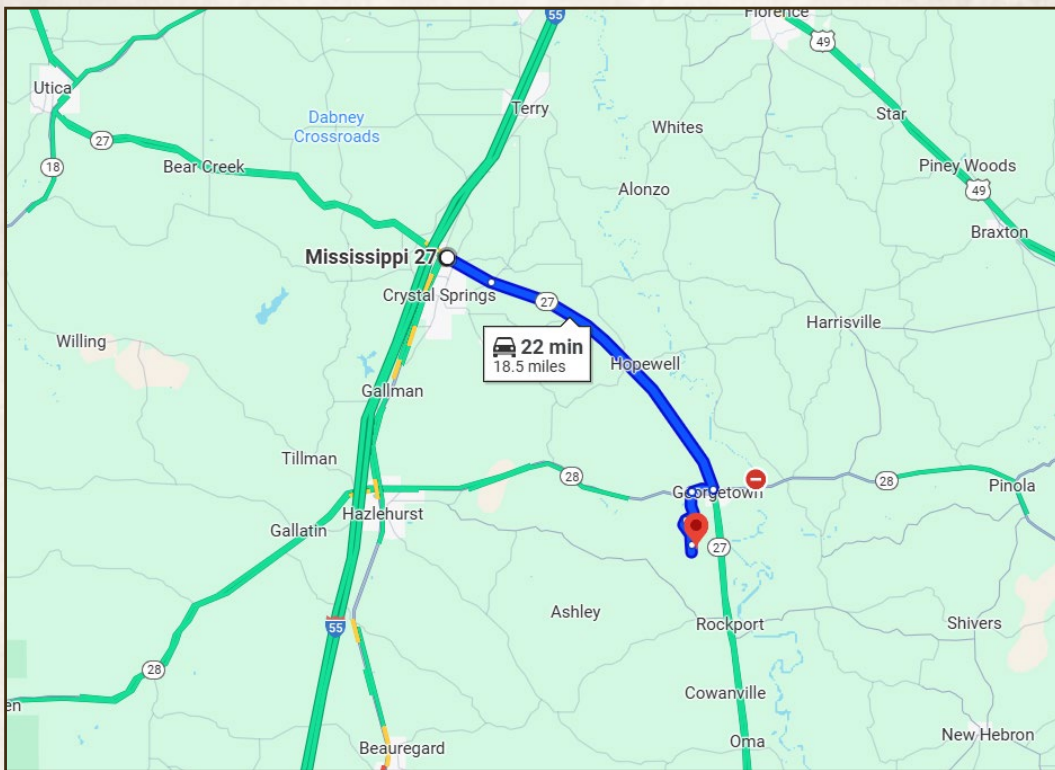 55
Florence
49
Utica
Terry
Star
Dabney
Crossroads
Whites
27
Bear Creek
18
Piney Woods
49
Alonzo
Braxton
Mississippi 27
Crystal Springs
27
Harrisville
Willing
22 min
18.5 miles
Hopewell
Gallman
Tillman
28
28
Georgetown
Pinola
Hazlehurst
Gallatin
27
Ashley
55
Rockport
Shivers
28
Cowanville
en
New Hebron
Oma
Beauregard